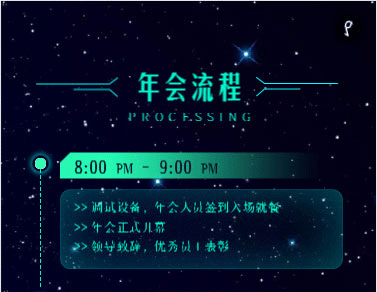 年会流程
PROCESSING
8:00 PM - 9:00 PM
>> 调试设备，年会人员签到入场就餐
>> 年会正式开幕
>> 领导致辞，优秀员工表彰